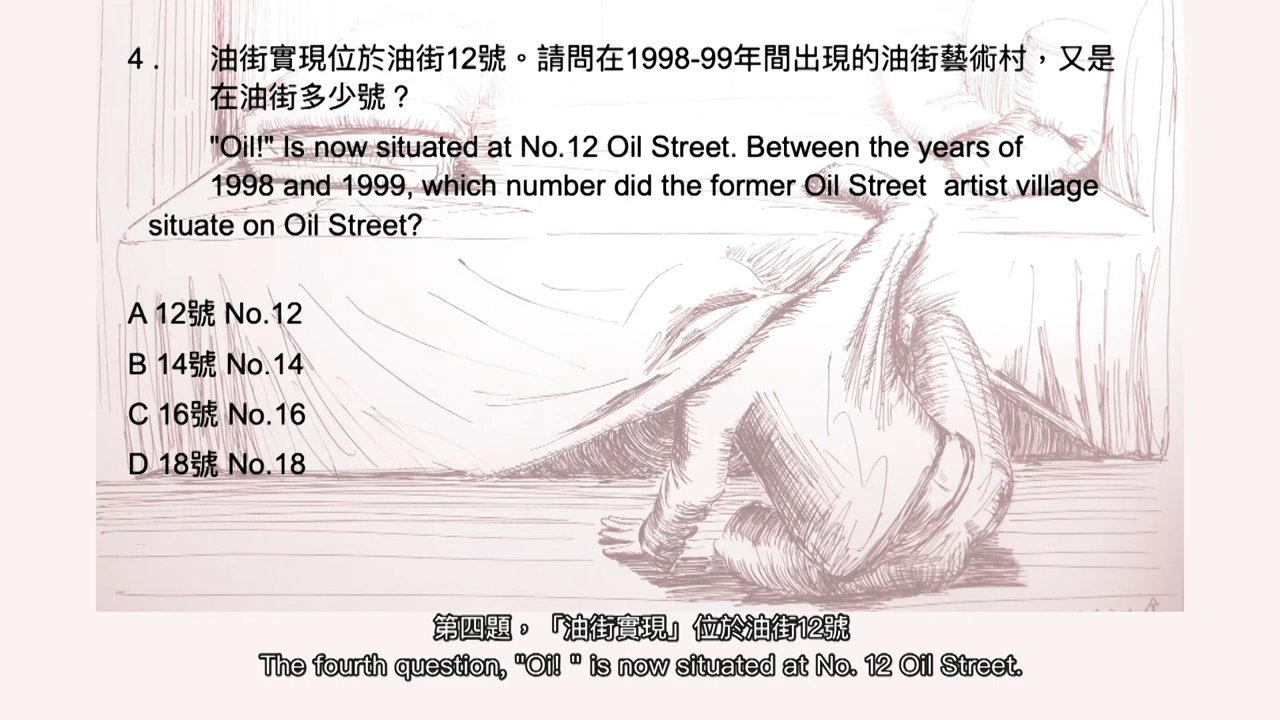 4 . 油街實現位於油街12號。請問在1998-99年間出現的油街藝術村，又是
在油街多少號？
"Oil!" Is now situated at No.12 Oil Street. Between the years of
1998 and 1999, which number did the former Oil Street artist village
situate on Oil Street?
A 12號 No.12
B 14號 No.14
C 16號 No.16
D 18號 No.18
第四題，「油街實現」位於油街12號
The fourth question, "Oi! " is now situated at No. 12 Oil Street.